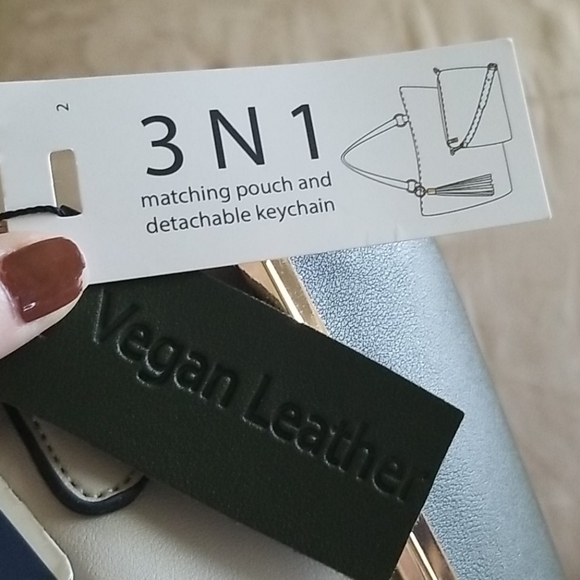 2
3 N 1
matching pouch and
detachable keychain
Vegan Leather